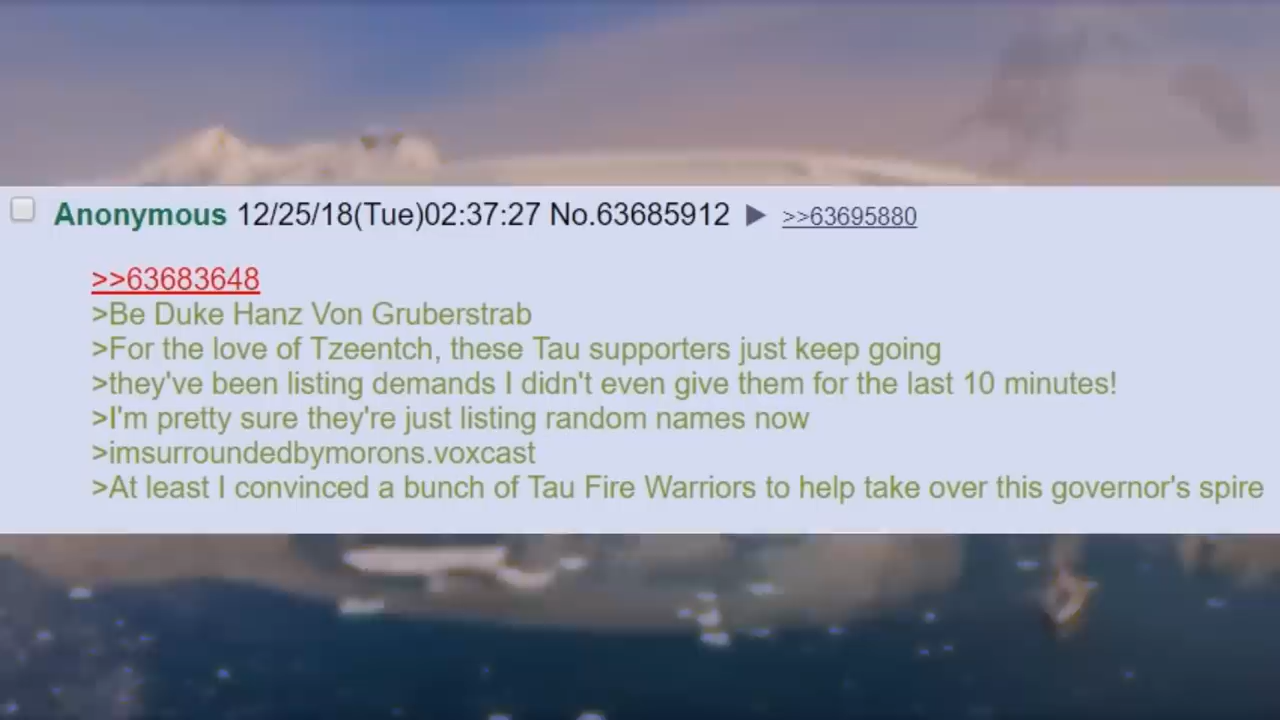 Anonymous 12/25/18(Tue)02:37:27 No.63685912 ▶ >>63695880
>>63683648
>Be Duke Hanz Von Gruberstrab
>For the love of Tzeentch, these Tau supporters just keep going
>they've been listing demands I didn't even give them for the last 10 minutes!
>I'm pretty sure they're just listing random names now
>imsurroundedbymorons.voxcast
>At least I convinced a bunch of Tau Fire Warriors to help take over this governor's spire